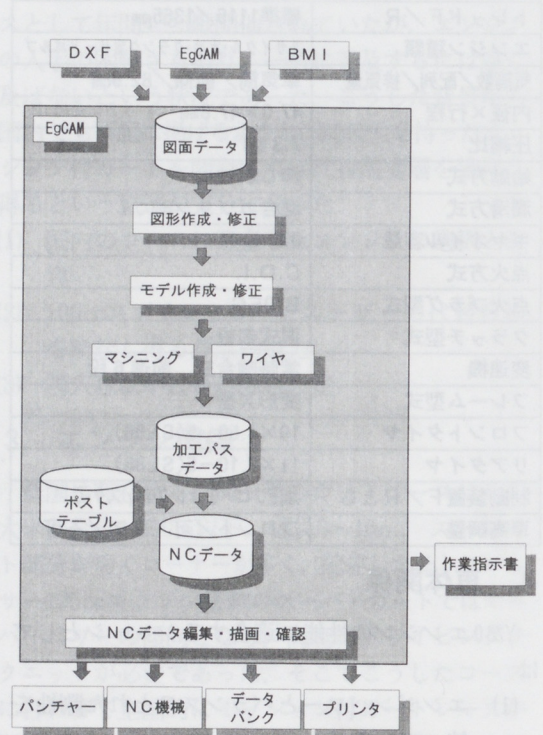 DXF
EgCAM
BMI
EgCAM
図面データ
図形作成・修正
モデル作成・修正
マシニング
ワイヤ
加工パス
データ
ポスト
テーブル
NCデータ
作業指示書
NCデータ編集・描画・確認
パンチャー
NC機械
データ
バンク
プリンタ